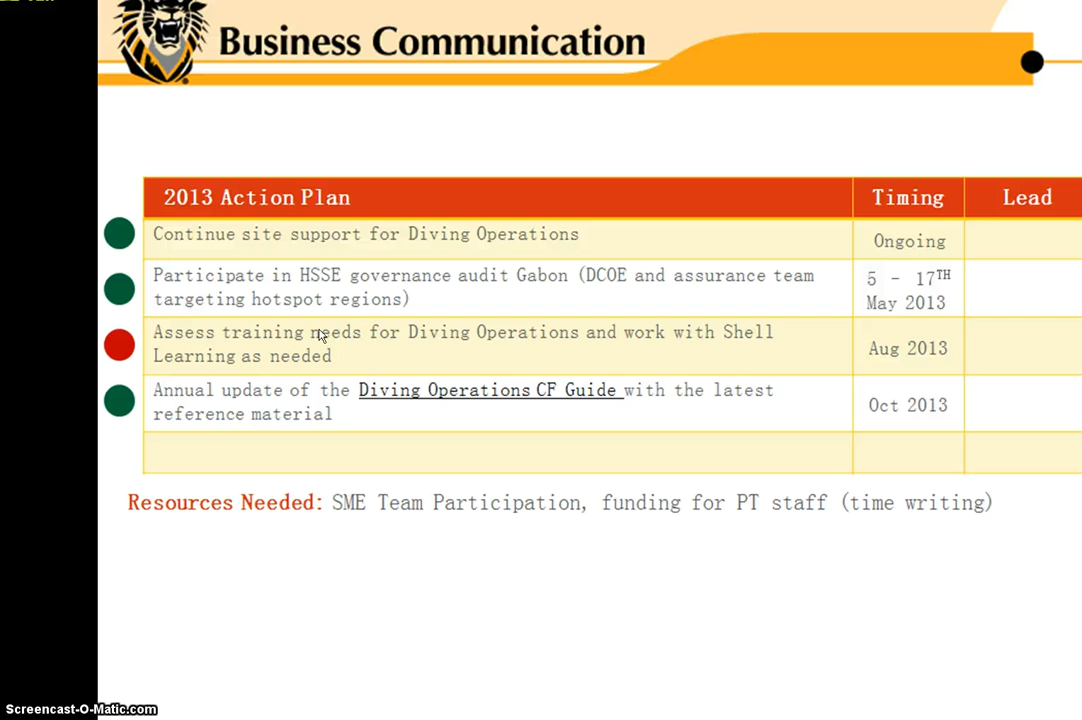 Business Communication
2013 Action Plan Timing Lead
Continue site support for Diving Operations Ongoing
Participate in HSSE governance audit Gabon (DCOE and assurance team
targeting hotspot regions)
5 - 17TH
May 2013
Assess training needs for Diving Operations and work with Shell
Learning as needed
Aug 2013
Annual update of the Diving Operations CF Guide with the latest
reference material
Oct 2013
Resources Needed: SME Team Participation, funding for PT staff (time writing)
Screencast-O-Matic.com